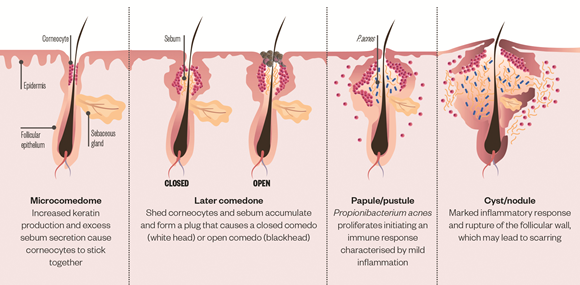 Corneocyte
Sebum
P.acner
Epidermis
Follicular
epithelium
Sebaceous
gland
CLOSED
OPEN
Microcomedome
Increased keratin
production and excess
sebum secretion cause
corneocytes to stick
together
Later comedone
Shed corneocytes and sebum accumulate
and form a plug that causes a closed comedo
(white head) or open comedo (blackhead)
Papule/pustule
Propionibacterium acnes
proliferates initiating an
immune response
characterised by mild
inflammation
Cyst/nodule
Marked inflammatory response
and rupture of the follicular wall,
which may lead to scarring